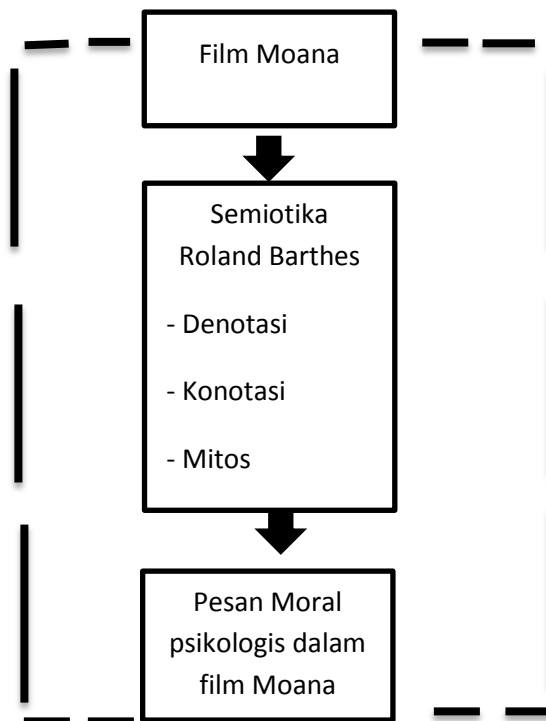 Film Moana
Semiotika
Roland Barthes
- Denotasi
- Konotasi
- Mitos
Pesan Moral
psikologis dalam
film Moana